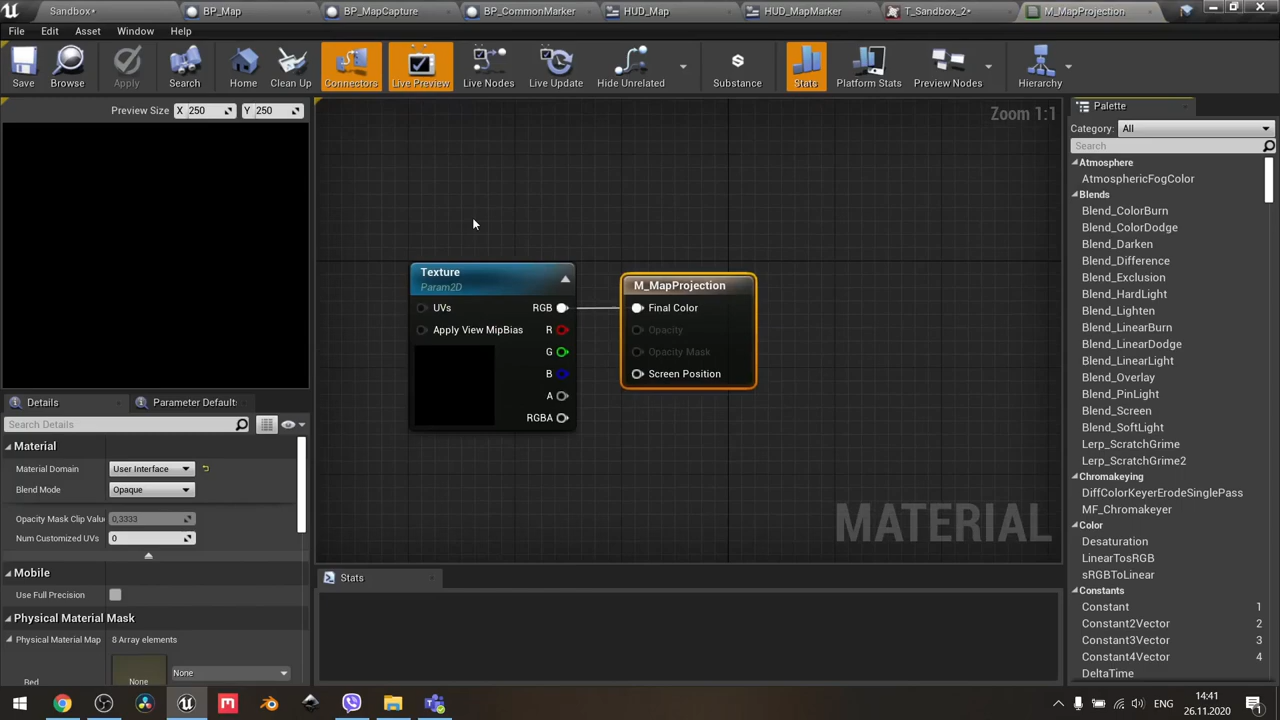 Sandbox•
BP_Map
BP_MapCapture
BP_CommonMarker
HUD_Map
HUD_MapMarker
T_Sandbox_2•
M_MapProjection
File
Edit
Asset
Window
Help
Save
Browse
Apply
Search
Home
Clean Up
Connectors
Live Preview
Live Nodes
Live Update
Hide Unrelated
Substance
Stats
Platform Stats
Preview Nodes
Hierarchy
Preview Size X 250 Y 250
Zoom 1:1
Texture
Param2D
UVs
Apply View MipBias
RGB
R
G
B
A
RGBA
M_MapProjection
Final Color
Opacity
Opacity Mask
Screen Position
MATERIAL
Details
Parameter Default:
Search Details
Material
Material Domain User Interface
Blend Mode Opaque
Opacity Mask Clip Value 0,3333
Num Customized UVs 0
Mobile
Use Full Precision
Physical Material Mask
Physical Material Map 8 Array elements
Red None None
Stats
Palette
Category: All
Search
Atmosphere
AtmosphericFogColor
Blends
Blend_ColorBurn
Blend_ColorDodge
Blend_Darken
Blend_Difference
Blend_Exclusion
Blend_HardLight
Blend_Lighten
Blend_LinearBurn
Blend_LinearDodge
Blend_LinearLight
Blend_Overlay
Blend_PinLight
Blend_Screen
Blend_SoftLight
Lerp_ScratchGrime
Lerp_ScratchGrime2
Chromakeying
DiffColorKeyerErodeSinglePass
MF_Chromakeyer
Color
Desaturation
LinearTosRGB
sRGBToLinear
Constants
Constant 1
Constant2Vector 2
Constant3Vector 3
Constant4Vector 4
DeltaTime
ENG
14:41
26.11.2020